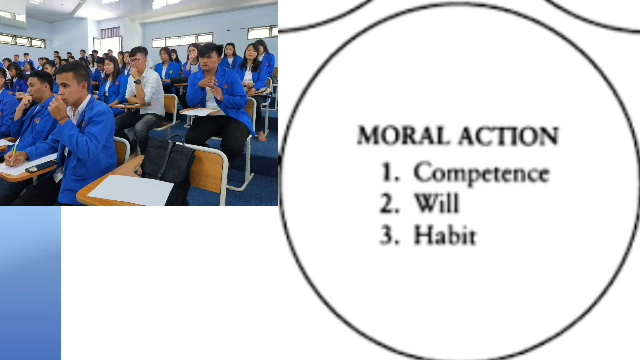 MORAL ACTION
1. Competence
2. Will
3. Habit